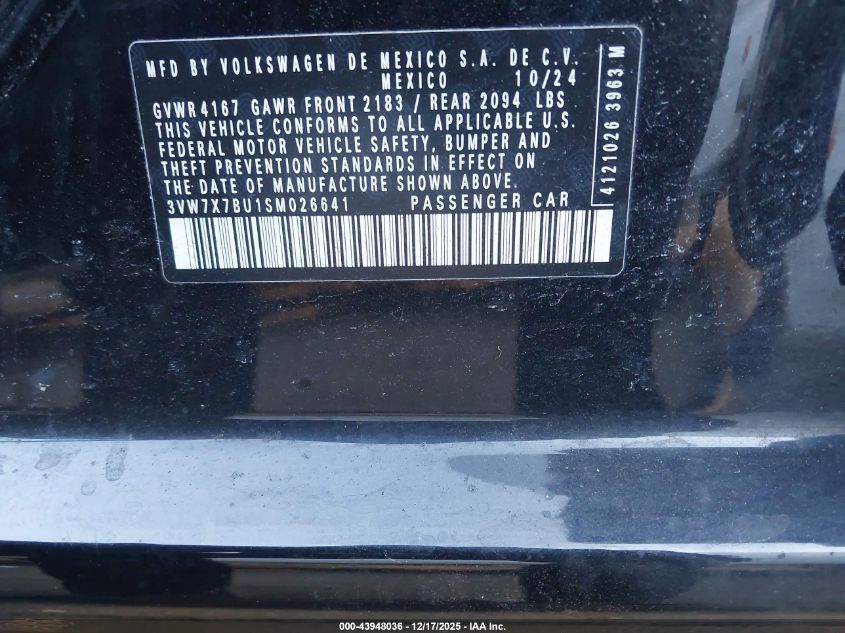 MFD BY VOLKSWAGEN DE MEXICO S.A. DE C.V.
MEXICO 10/24
GVWR 4167 GAWR FRONT 2183 / REAR 2094 LBS
THIS VEHICLE CONFORMS TO ALL APPLICABLE U.S.
FEDERAL MOTOR VEHICLE SAFETY, BUMPER AND
THEFT PREVENTION STANDARDS IN EFFECT ON
THE DATE OF MANUFACTURE SHOWN ABOVE.
3VW7X7BU1SM026641 PASSENGER CAR
4121026 3963 M
000-43948036 - 12/17/2025 - IAA Inc.